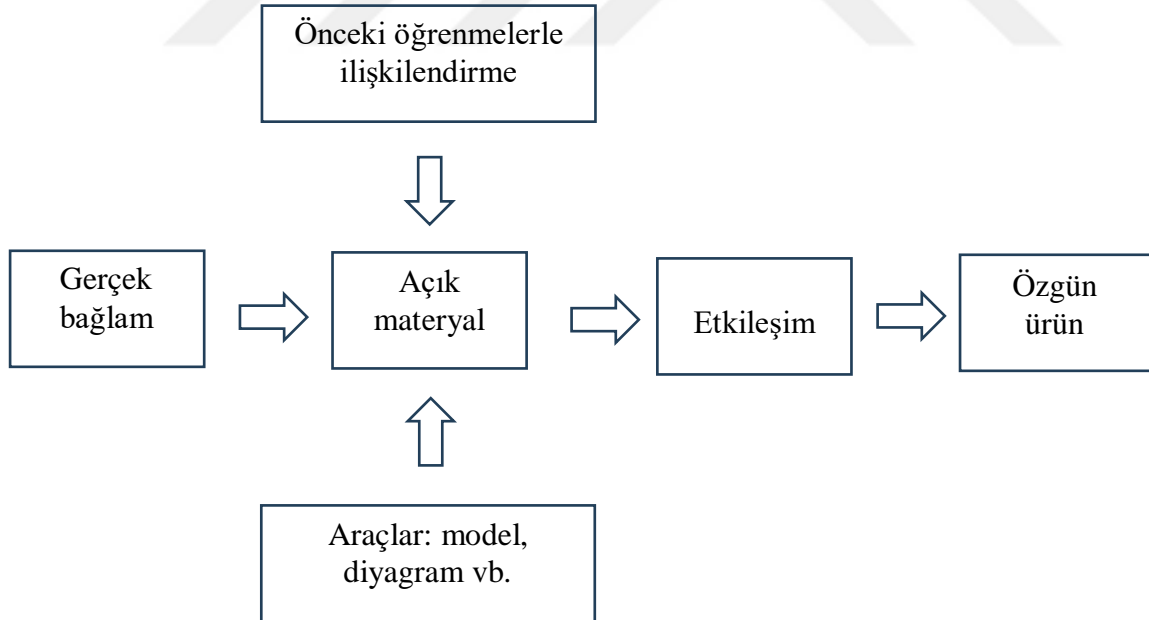 Önceki öğrenmelerle
ilişkilendirme
Gerçek
bağlam
Açık
materyal
Etkileşim
Özgün
ürün
Araçlar: model,
diyagram vb.